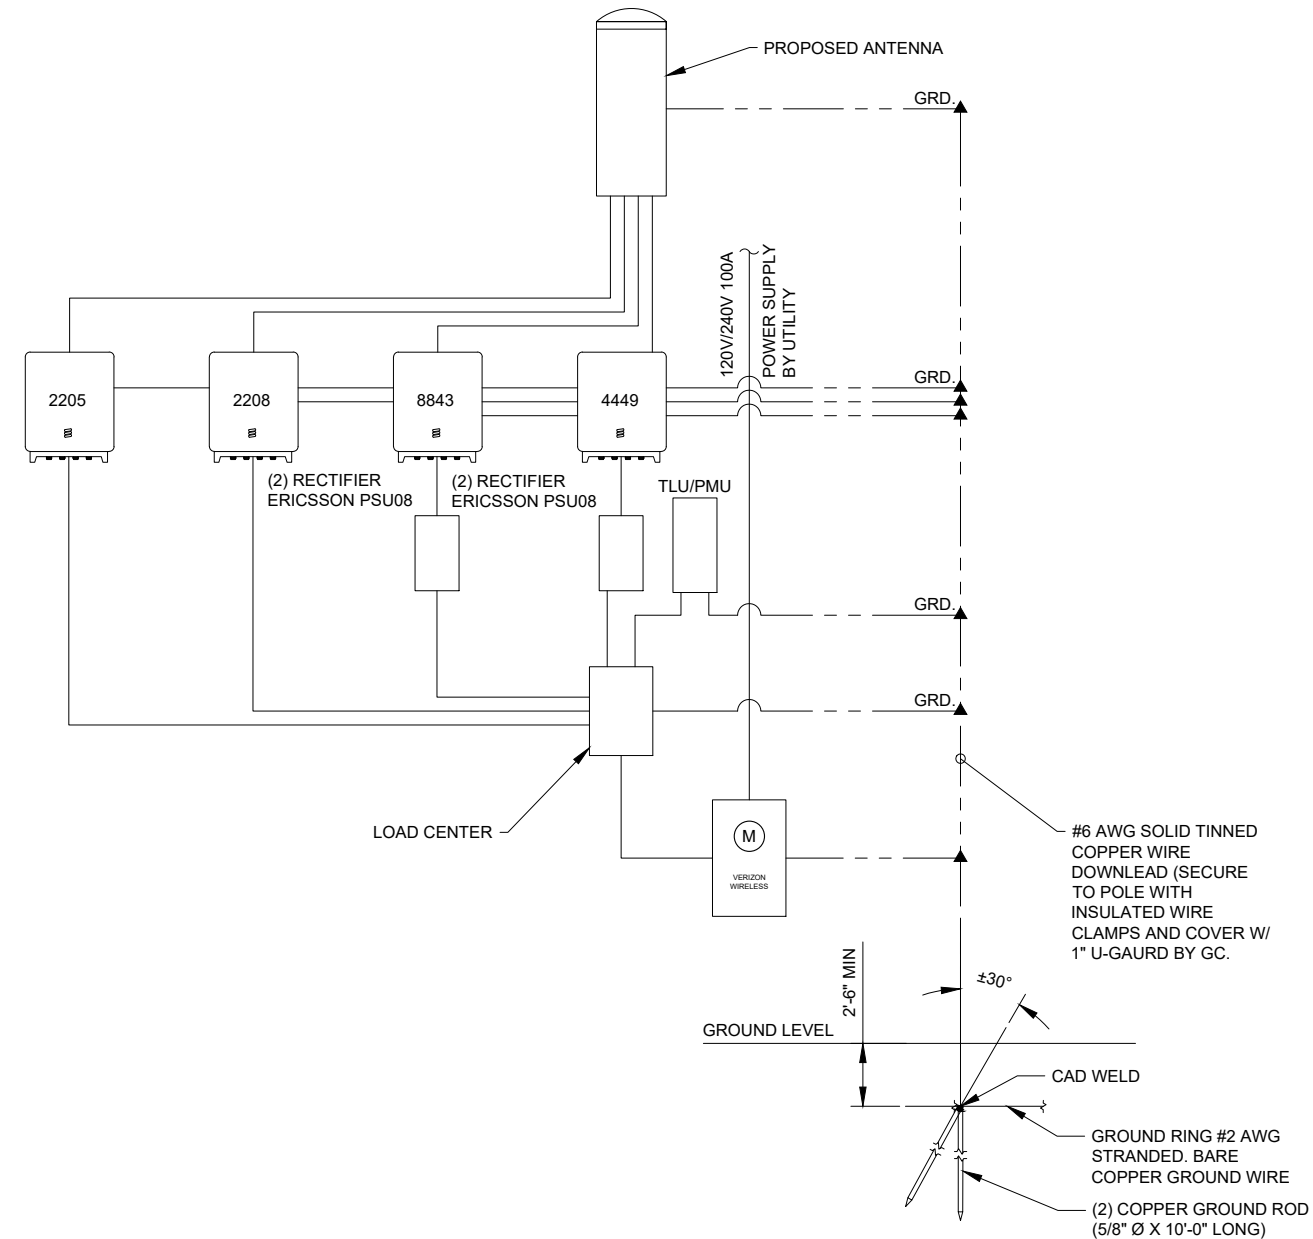 PROPOSED ANTENNA
GRD.
120V/240V 100A
POWER SUPPLY
BY UTILITY
GRD.
2205
2208
8843
4449
(2) RECTIFIER
ERICSSON PSU08
(2) RECTIFIER
ERICSSON PSU08
TLU/PMU
GRD.
GRD.
LOAD CENTER
M
VERIZON
WIRELESS
#6 AWG SOLID TINNED
COPPER WIRE
DOWNLEAD (SECURE
TO POLE WITH
INSULATED WIRE
CLAMPS AND COVER W/
1" U-GAURD BY GC.
2'-6" MIN
±30°
GROUND LEVEL
CAD WELD
GROUND RING #2 AWG
STRANDED. BARE
COPPER GROUND WIRE
(2) COPPER GROUND ROD
(5/8" Ø X 10'-0" LONG)